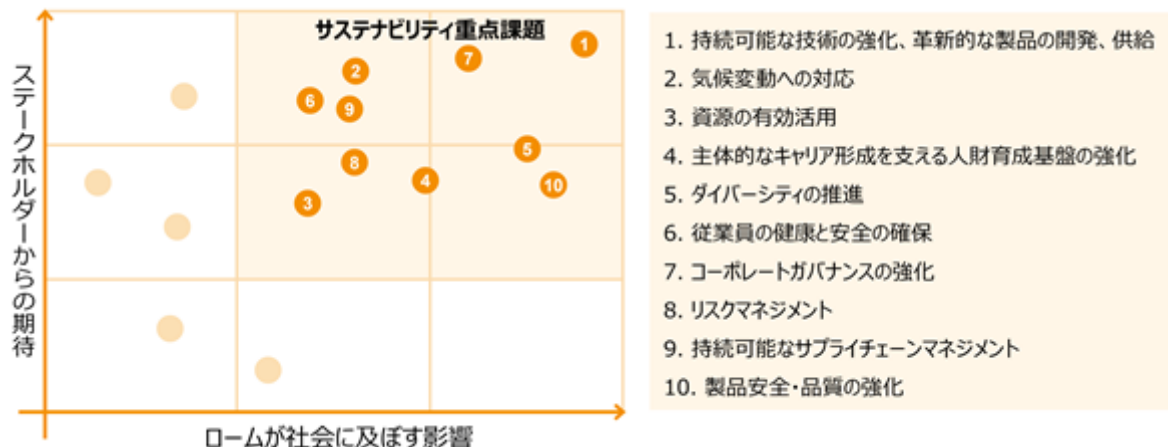 サステナビリティ重点課題
1
7
2
6
9
5
8
4
10
3
ステークホルダーからの期待
ロームが社会に及ぼす影響
1. 持続可能な技術の強化、革新的な製品の開発、供給
2. 気候変動への対応
3. 資源の有効活用
4. 主体的なキャリア形成を支える人財育成基盤の強化
5. ダイバーシティの推進
6. 従業員の健康と安全の確保
7. コーポレートガバナンスの強化
8. リスクマネジメント
9. 持続可能なサプライチェーンマネジメント
10. 製品安全・品質の強化